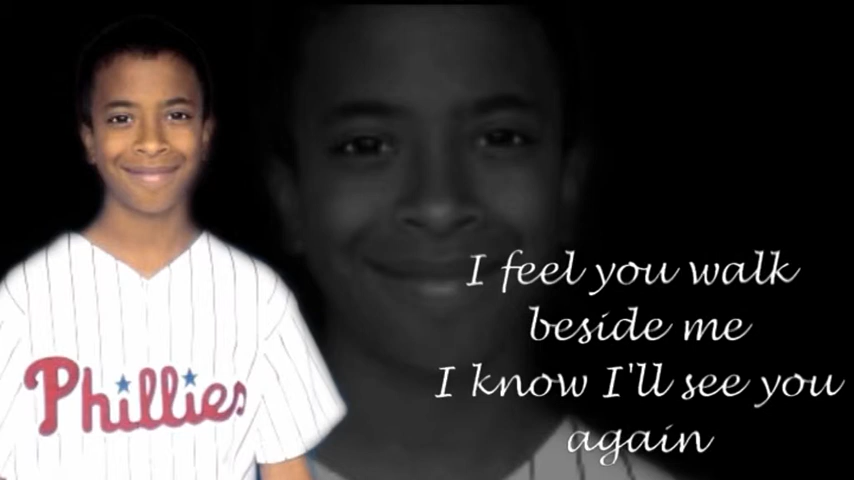 Phillies
I feel you walk
beside me
I know I'll see you
again